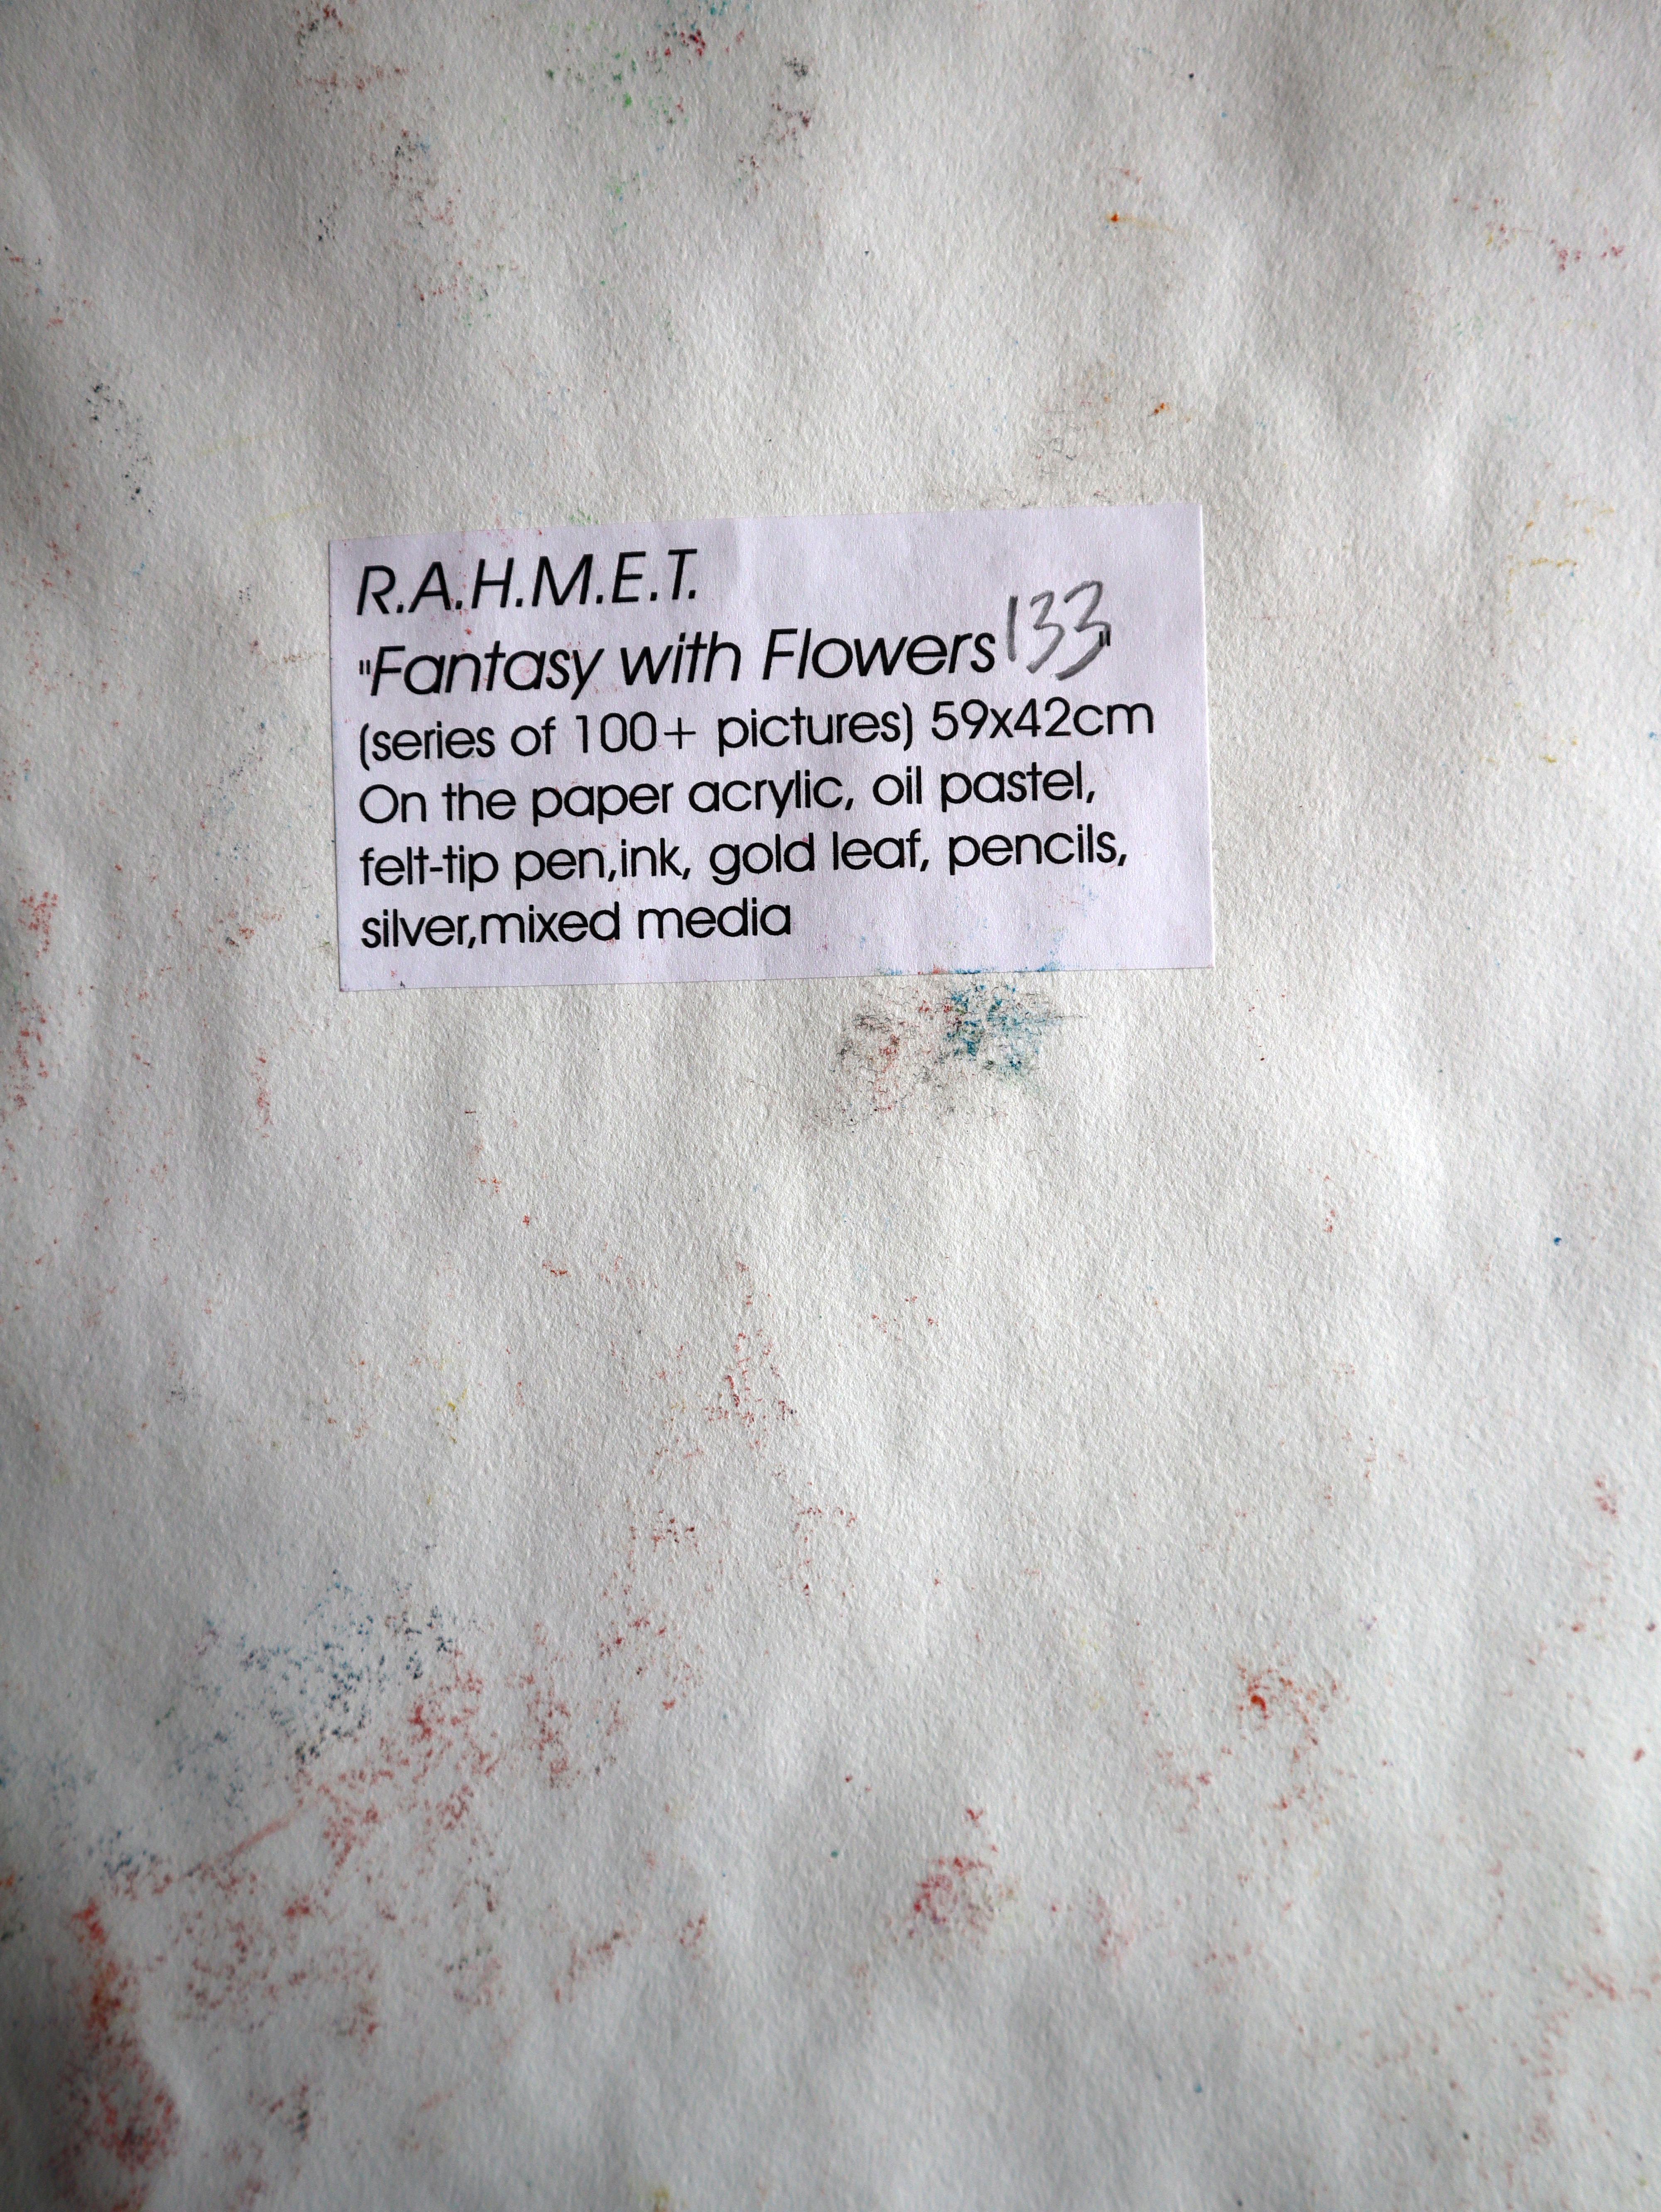 R.A.H.M.E.T.
"Fantasy with Flowers 133"
(series of 100+ pictures) 59x42cm
On the paper acrylic, oil pastel,
felt-tip pen,ink, gold leaf, pencils,
silver,mixed media